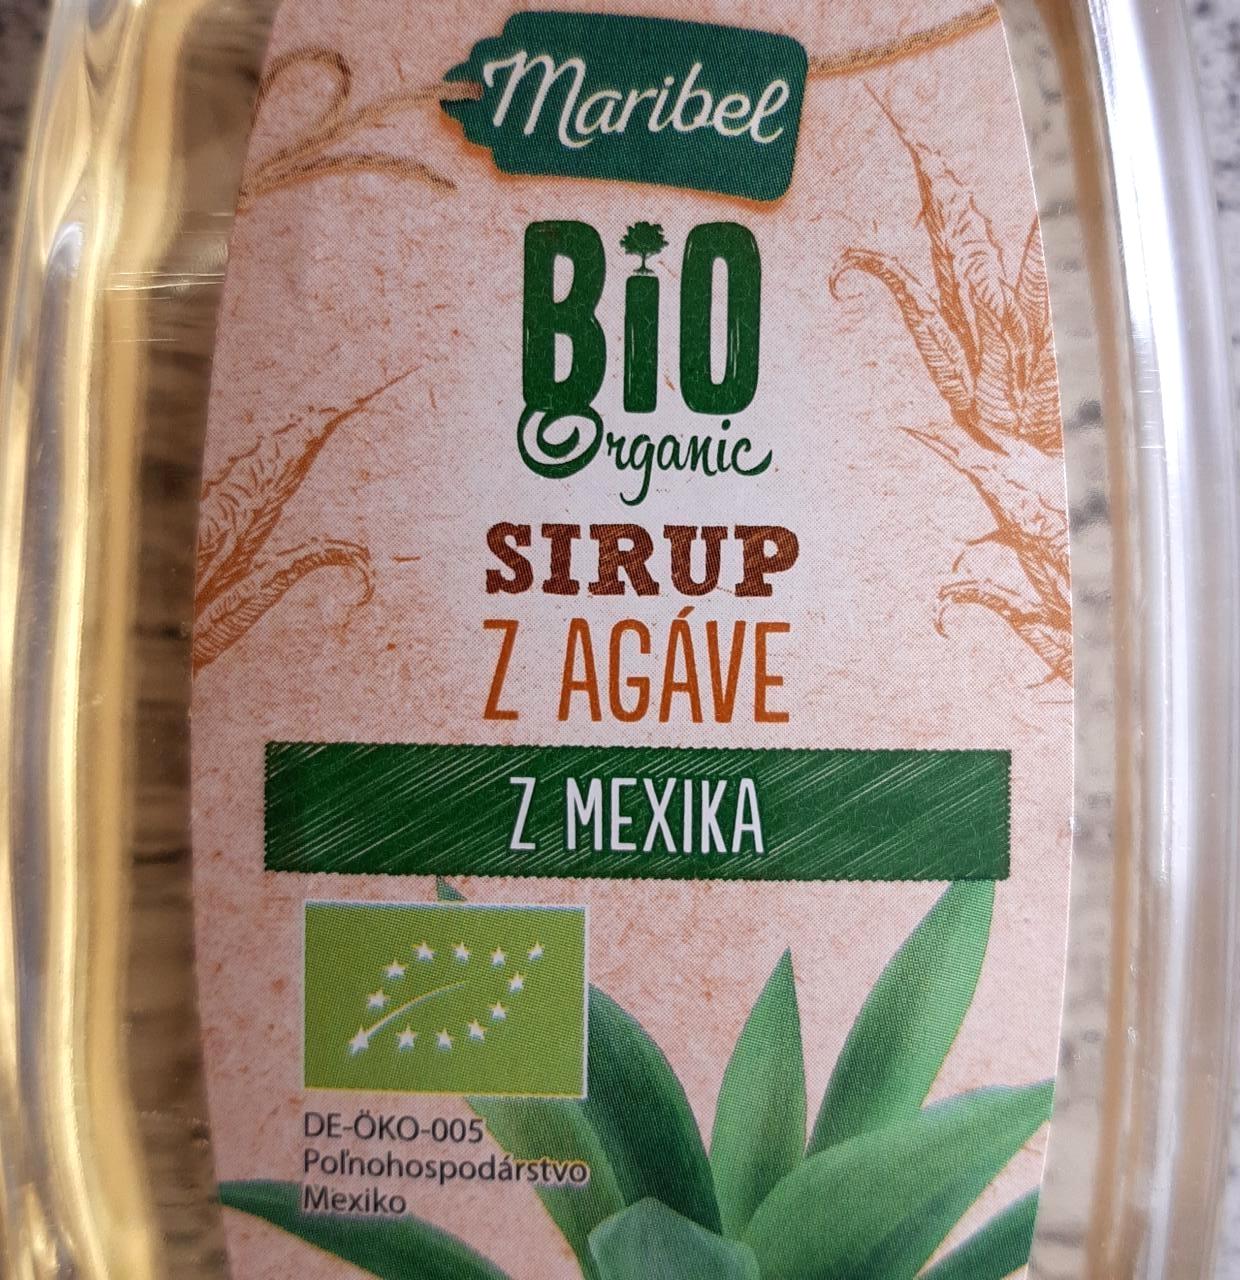 Maribel
BiO
Organic
SIRUP
Z AGÁVE
Z MEXIKA
DE-ÖKO-005
Poľnohospodárstvo
Mexiko